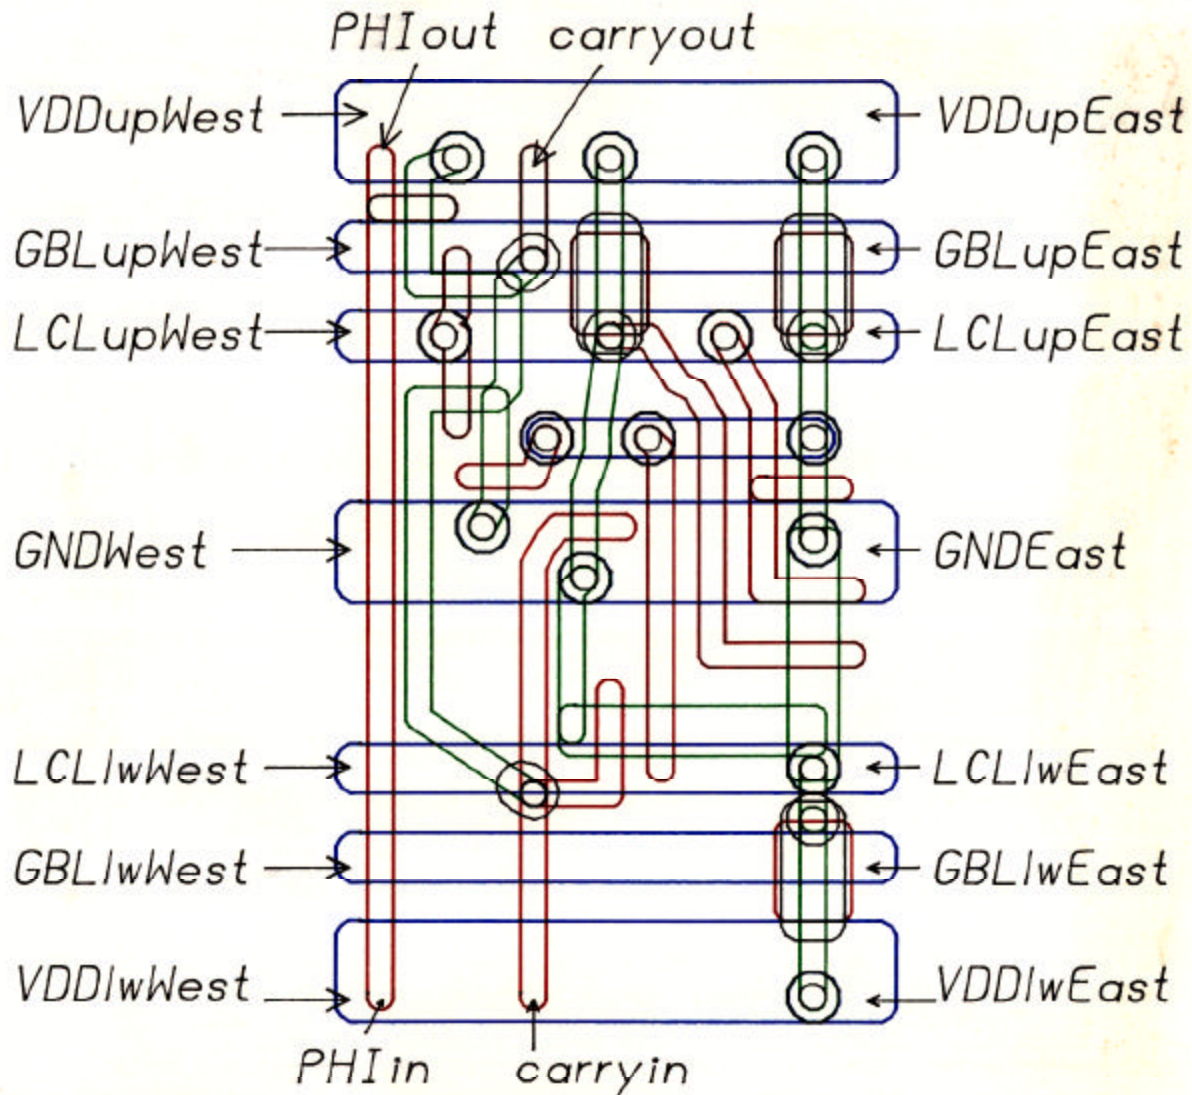 PHIout carryout
VDDupWest VDDupEast
GBLupWest GBLupEast
LCLupWest LCLupEast
GNDWest GNDEast
LCLlwWest LCLlwEast
GBLlwWest GBLlwEast
VDDlwWest VDDlwEast
PHIin carryin